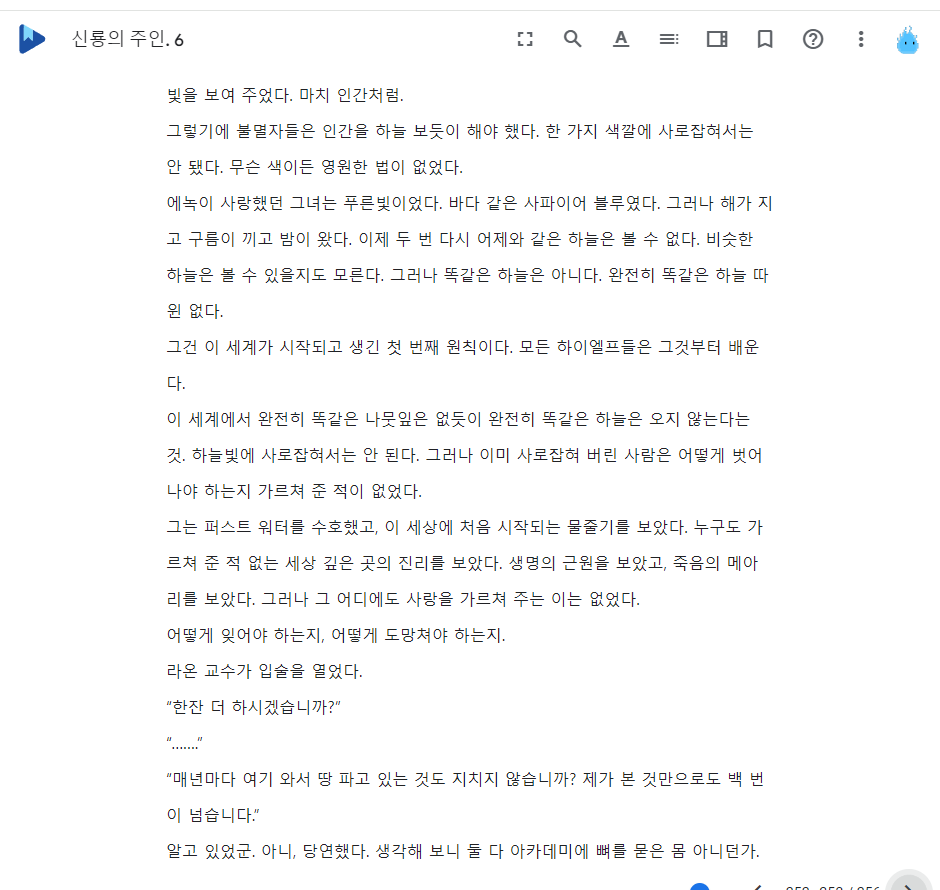 신룡의 주인. 6
빛을 보여 주었다. 마치 인간처럼.
그렇기에 불멸자들은 인간을 하늘 보듯이 해야 했다. 한 가지 색깔에 사로잡혀서는
안 됐다. 무슨 색이든 영원한 법이 없었다.
에녹이 사랑했던 그녀는 푸른빛이었다. 바다 같은 사파이어 블루였다. 그러나 해가 지
고 구름이 끼고 밤이 왔다. 이제 두 번 다시 어제와 같은 하늘은 볼 수 없다. 비슷한
하늘은 볼 수 있을지도 모른다. 그러나 똑같은 하늘은 아니다. 완전히 똑같은 하늘 따
윈 없다.
그건 이 세계가 시작되고 생긴 첫 번째 원칙이다. 모든 하이엘프들은 그것부터 배운
다.
이 세계에서 완전히 똑같은 나뭇잎은 없듯이 완전히 똑같은 하늘은 오지 않는다는
것. 하늘빛에 사로잡혀서는 안 된다. 그러나 이미 사로잡혀 버린 사람은 어떻게 벗어
나야 하는지 가르쳐 준 적이 없었다.
그는 퍼스트 워터를 수호했고, 이 세상에 처음 시작되는 물줄기를 보았다. 누구도 가
르쳐 준 적 없는 세상 깊은 곳의 진리를 보았다. 생명의 근원을 보았고, 죽음의 메아
리를 보았다. 그러나 그 어디에도 사랑을 가르쳐 주는 이는 없었다.
어떻게 잊어야 하는지, 어떻게 도망쳐야 하는지.
라온 교수가 입술을 열었다.
“한잔 더 하시겠습니까?”
“.......”
“매년마다 여기 와서 땅 파고 있는 것도 지치지 않습니까? 제가 본 것만으로도 백 번
이 넘습니다.”
알고 있었군. 아니, 당연했다. 생각해 보니 둘 다 아카데미에 뼈를 묻은 몸 아니던가.